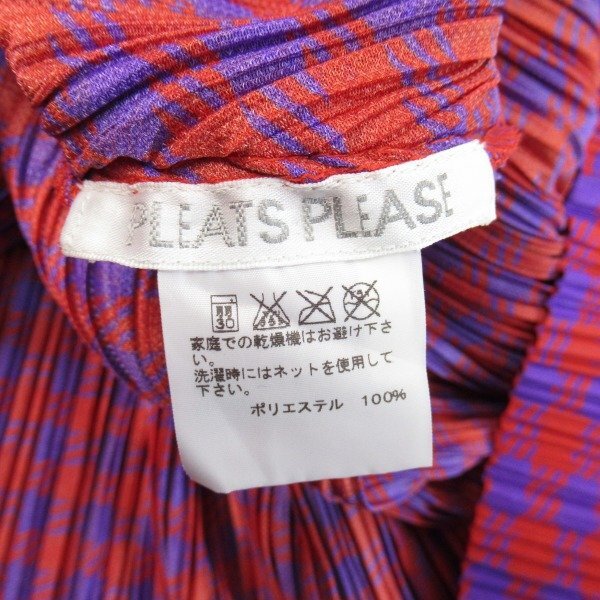 PLEATS PLEASE
30
家庭での乾燥機はお避け下さ
い。
洗濯時にはネットを使用して
下さい。
ポリエステル 100%